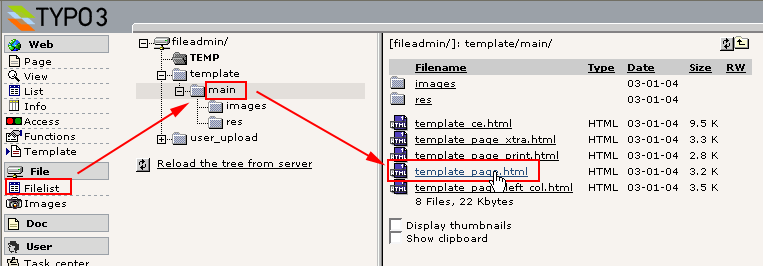 TYPO3
Web
Page
View
List
Info
Access
Functions
Template
File
Filelist
Images
Doc
User
Task center
fileadmin/
TEMP
template
main
images
res
user_upload
Reload the tree from server
[fileadmin/]: template/main/
Filename Type Date Size RW
images 03-01-04
res 03-01-04
template_ce.html HTML 03-01-04 9.5 K
template_page_xtra.html HTML 03-01-04 3.3 K
template_page_print.html HTML 03-01-04 2.8 K
template_page.html HTML 03-01-04 3.2 K
template_page_left_col.html HTML 03-01-04 3.5 K
8 Files, 22 Kbytes
Display thumbnails
Show clipboard